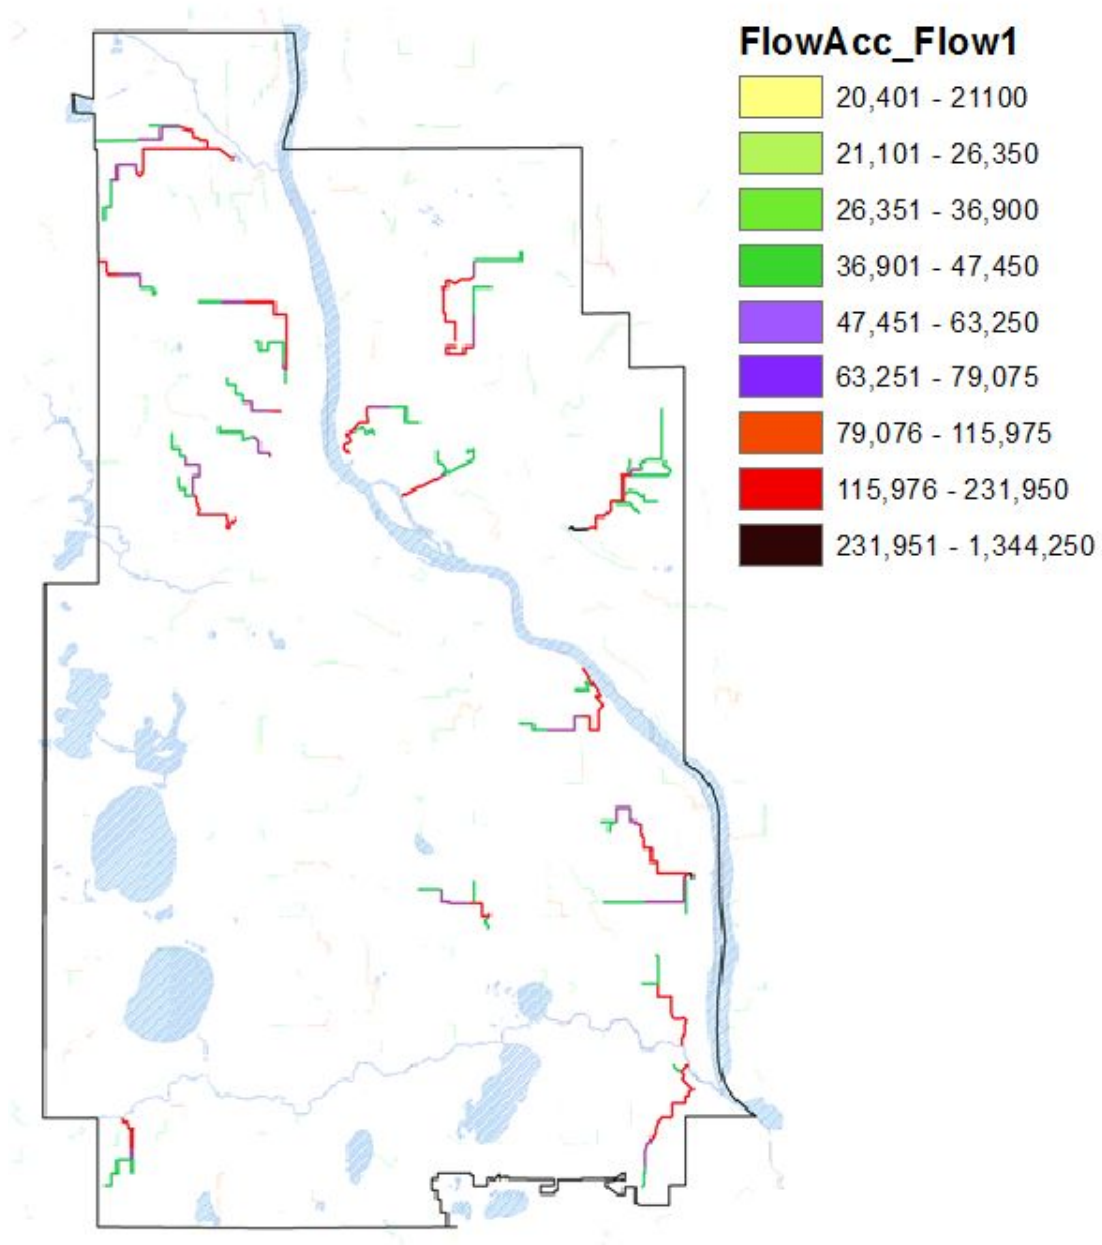 FlowAcc_Flow1
20,401 - 21100
21,101 - 26,350
26,351 - 36,900
36,901 - 47,450
47,451 - 63,250
63,251 - 79,075
79,076 - 115,975
115,976 - 231,950
231,951 - 1,344,250